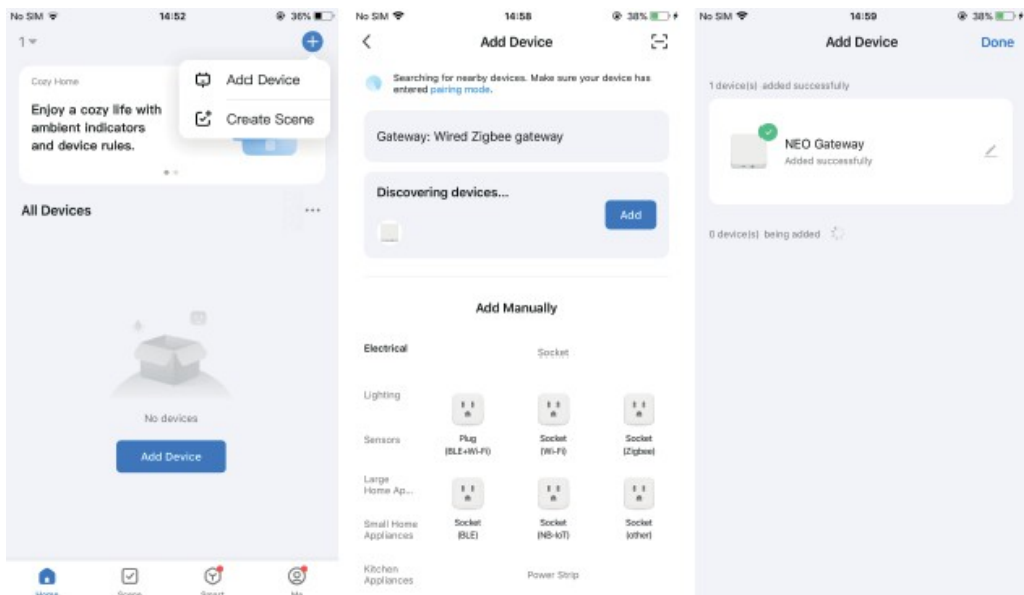 No SIM 14:52 36%
1
Add Device
Create Scene
Cozy Home
Enjoy a cozy life with
ambient indicators
and device rules.
All Devices
No devices
Add Device
Home Scene Smart Me
No SIM 14:58 38%
Add Device
Searching for nearby devices. Make sure your device has
entered pairing mode.
Gateway: Wired Zigbee gateway
Discovering devices...
Add
Add Manually
Electrical
Lighting
Sensors
Large
Home Ap...
Small Home
Appliances
Kitchen
Appliances
Socket
Plug
(BLE+Wi-Fi)
Socket
(Wi-Fi)
Socket
(Zigbee)
Socket
(BLE)
Socket
(NB-IoT)
Socket
(other)
Power Strip
No SIM 14:59 38%
Add Device Done
1 device(s) added successfully
NEO Gateway
Added successfully
0 device(s) being added